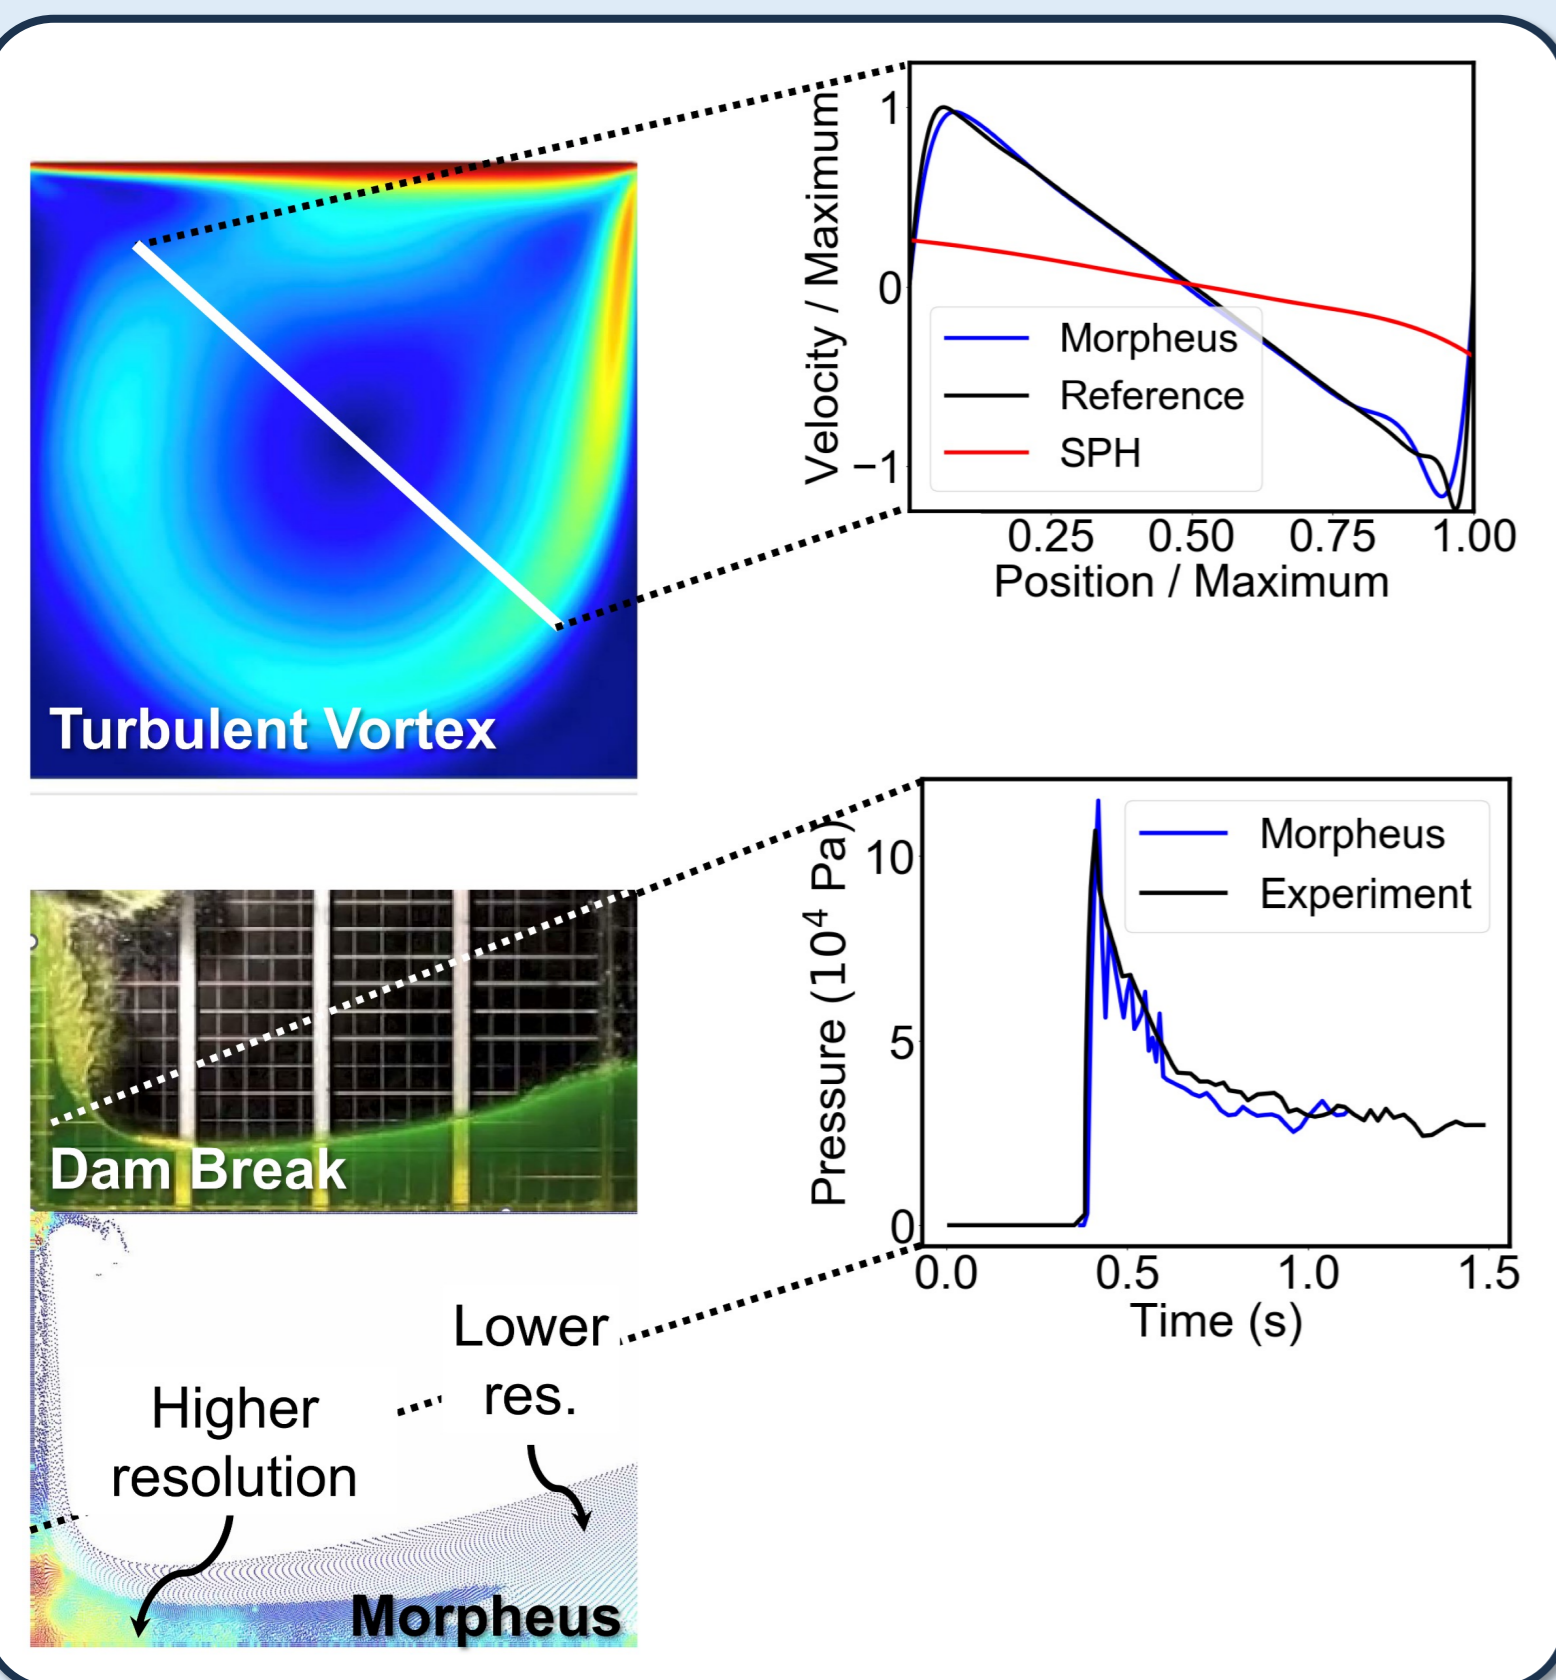 Turbulent Vortex
Velocity / Maximum
1
0
−1
Morpheus
Reference
SPH
0.25 0.50 0.75 1.00
Position / Maximum
Dam Break
Pressure (10⁴ Pa)
10
5
0
Morpheus
Experiment
0.0 0.5 1.0 1.5
Time (s)
Lower
res.
Higher
resolution
Morpheus